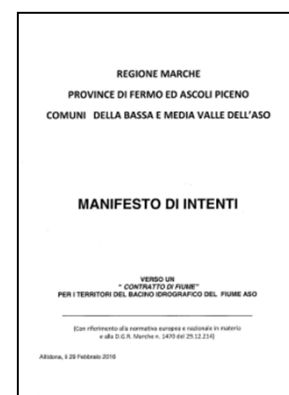 REGIONE MARCHE
PROVINCE DI FERMO ED ASCOLI PICENO
COMUNI DELLA BASSA E MEDIA VALLE DELL'ASO
MANIFESTO DI INTENTI
VERSO UN
" CONTRATTO DI FIUME"
PER I TERRITORI DEL BACINO IDROGRAFICO DEL FIUME ASO
(Con riferimento alla normativa europea e nazionale in materio
e alla D.G.R. Marche n. 1470 del 29.12.214)
Altidona, li 29 Febbraio 2016